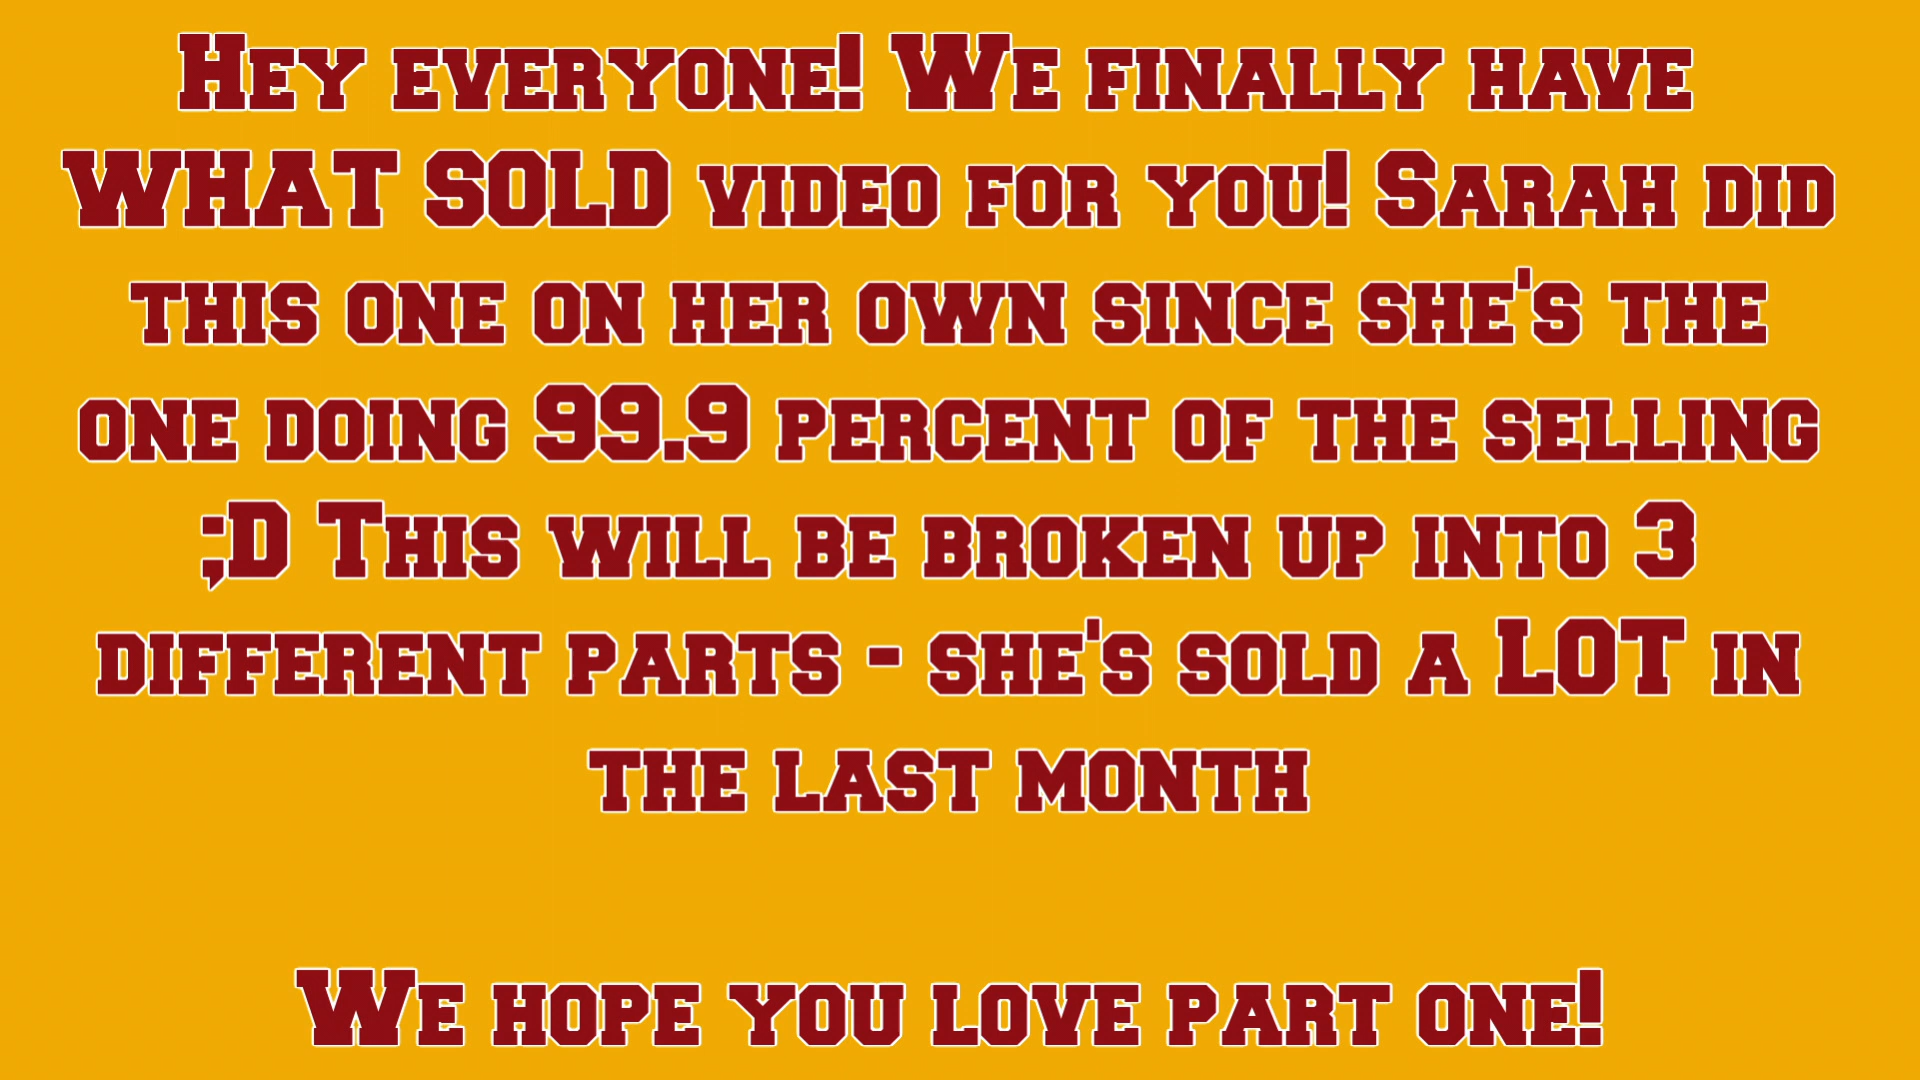 Hey everyone! We finally have
WHAT SOLD video for you! Sarah did
this one on her own since she's the
one doing 99.9 percent of the selling
;D This will be broken up into 3
different parts - she's sold a LOT in
the last month
We hope you love part one!